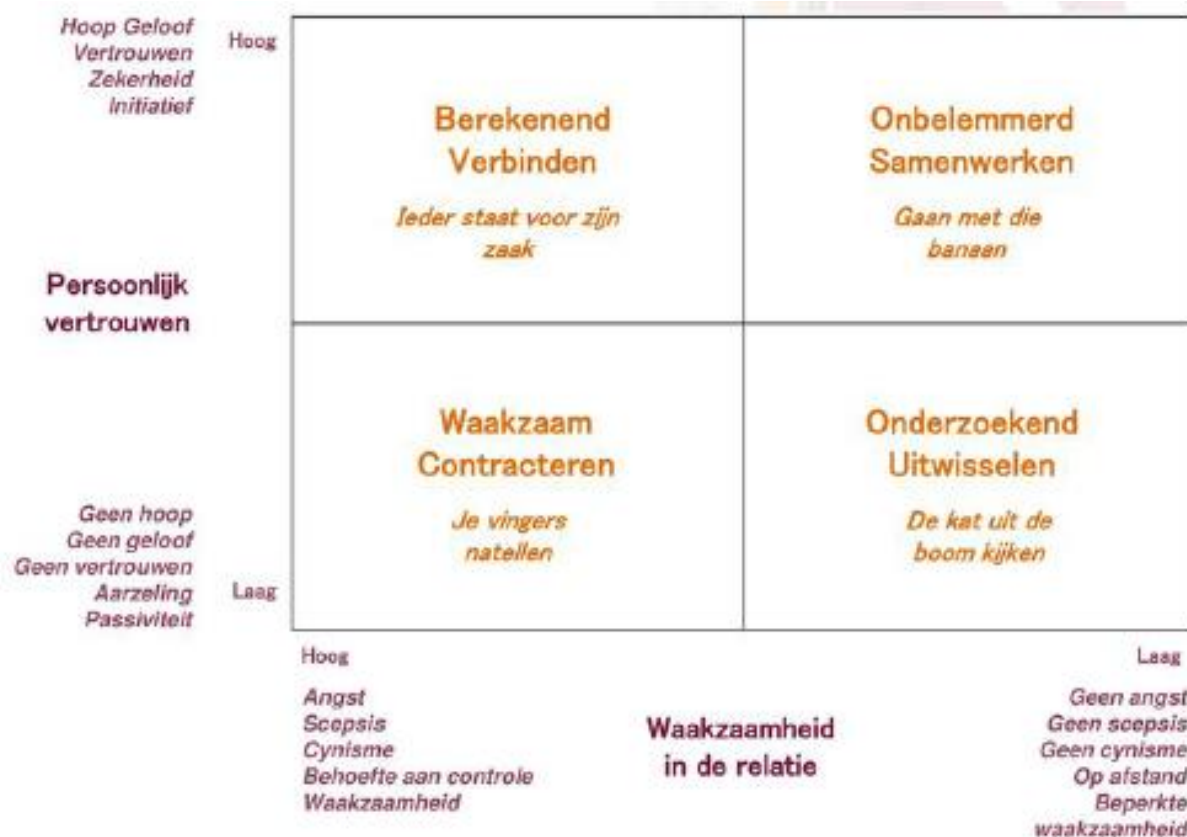 Hoop Geloof
Vertrouwen
Zekerheid
Initiatief
Hoog
Berekenend
Verbinden
Ieder staat voor zijn
zaak
Onbelemmerd
Samenwerken
Gaan met die
banaan
Persoonlijk
vertrouwen
Waakzaam
Contracteren
Je vingers
natellen
Onderzoekend
Uitwisselen
De kat uit de
boom kijken
Geen hoop
Geen geloof
Geen vertrouwen
Aarzeling
Passiviteit
Laag
Hoog
Laag
Angst
Scepsis
Cynisme
Behoefte aan controle
Waakzaamheid
Waakzaamheid
in de relatie
Geen angst
Geen scepsis
Geen cynisme
Op afstand
Beperkte
waakzaamheid